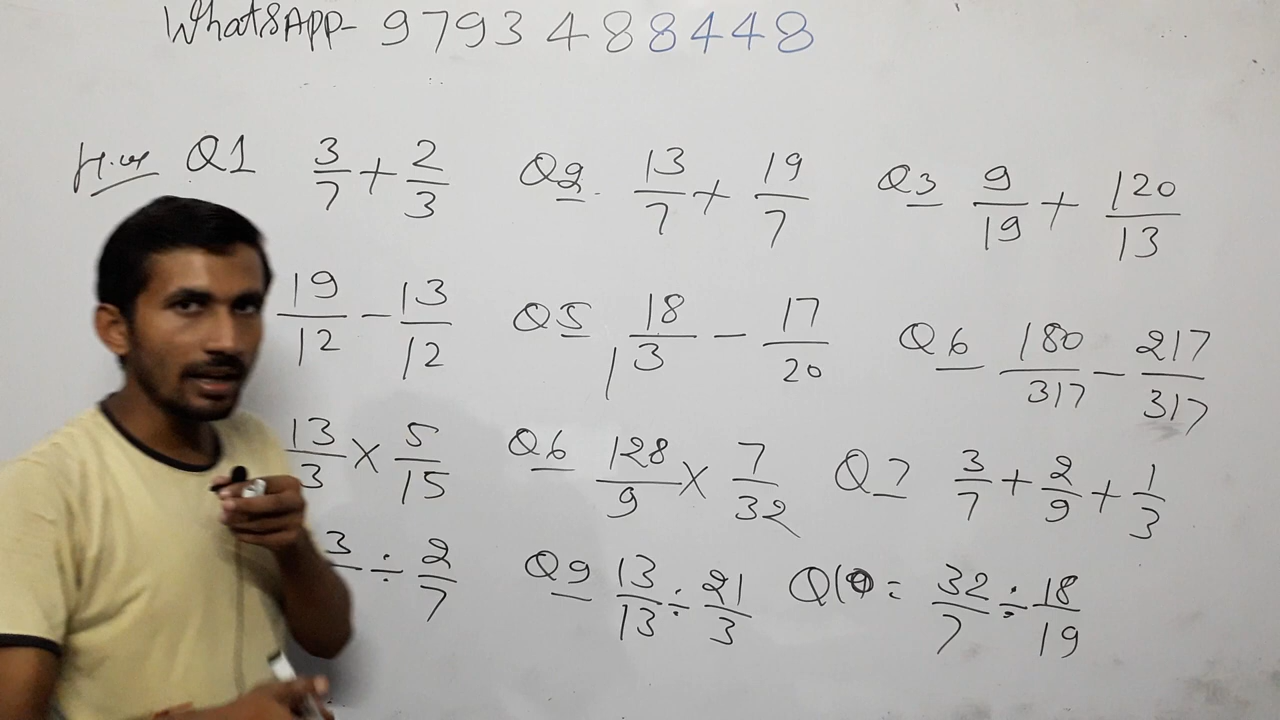 WhatsApp- 9793488448
H.W Q1 3/7 + 2/3 Q2. 13/7 + 19/7 Q3 9/19 + 120/13
19/12 - 13/12 Q5 18/13 - 17/20 Q6 180/317 - 217/317
13/3 × 5/15 Q6 128/9 × 7/32 Q7 3/7 + 2/9 + 1/3
3 ÷ 2/7 Q9 13/13 ÷ 21/3 Q10: 32/7 ÷ 18/19